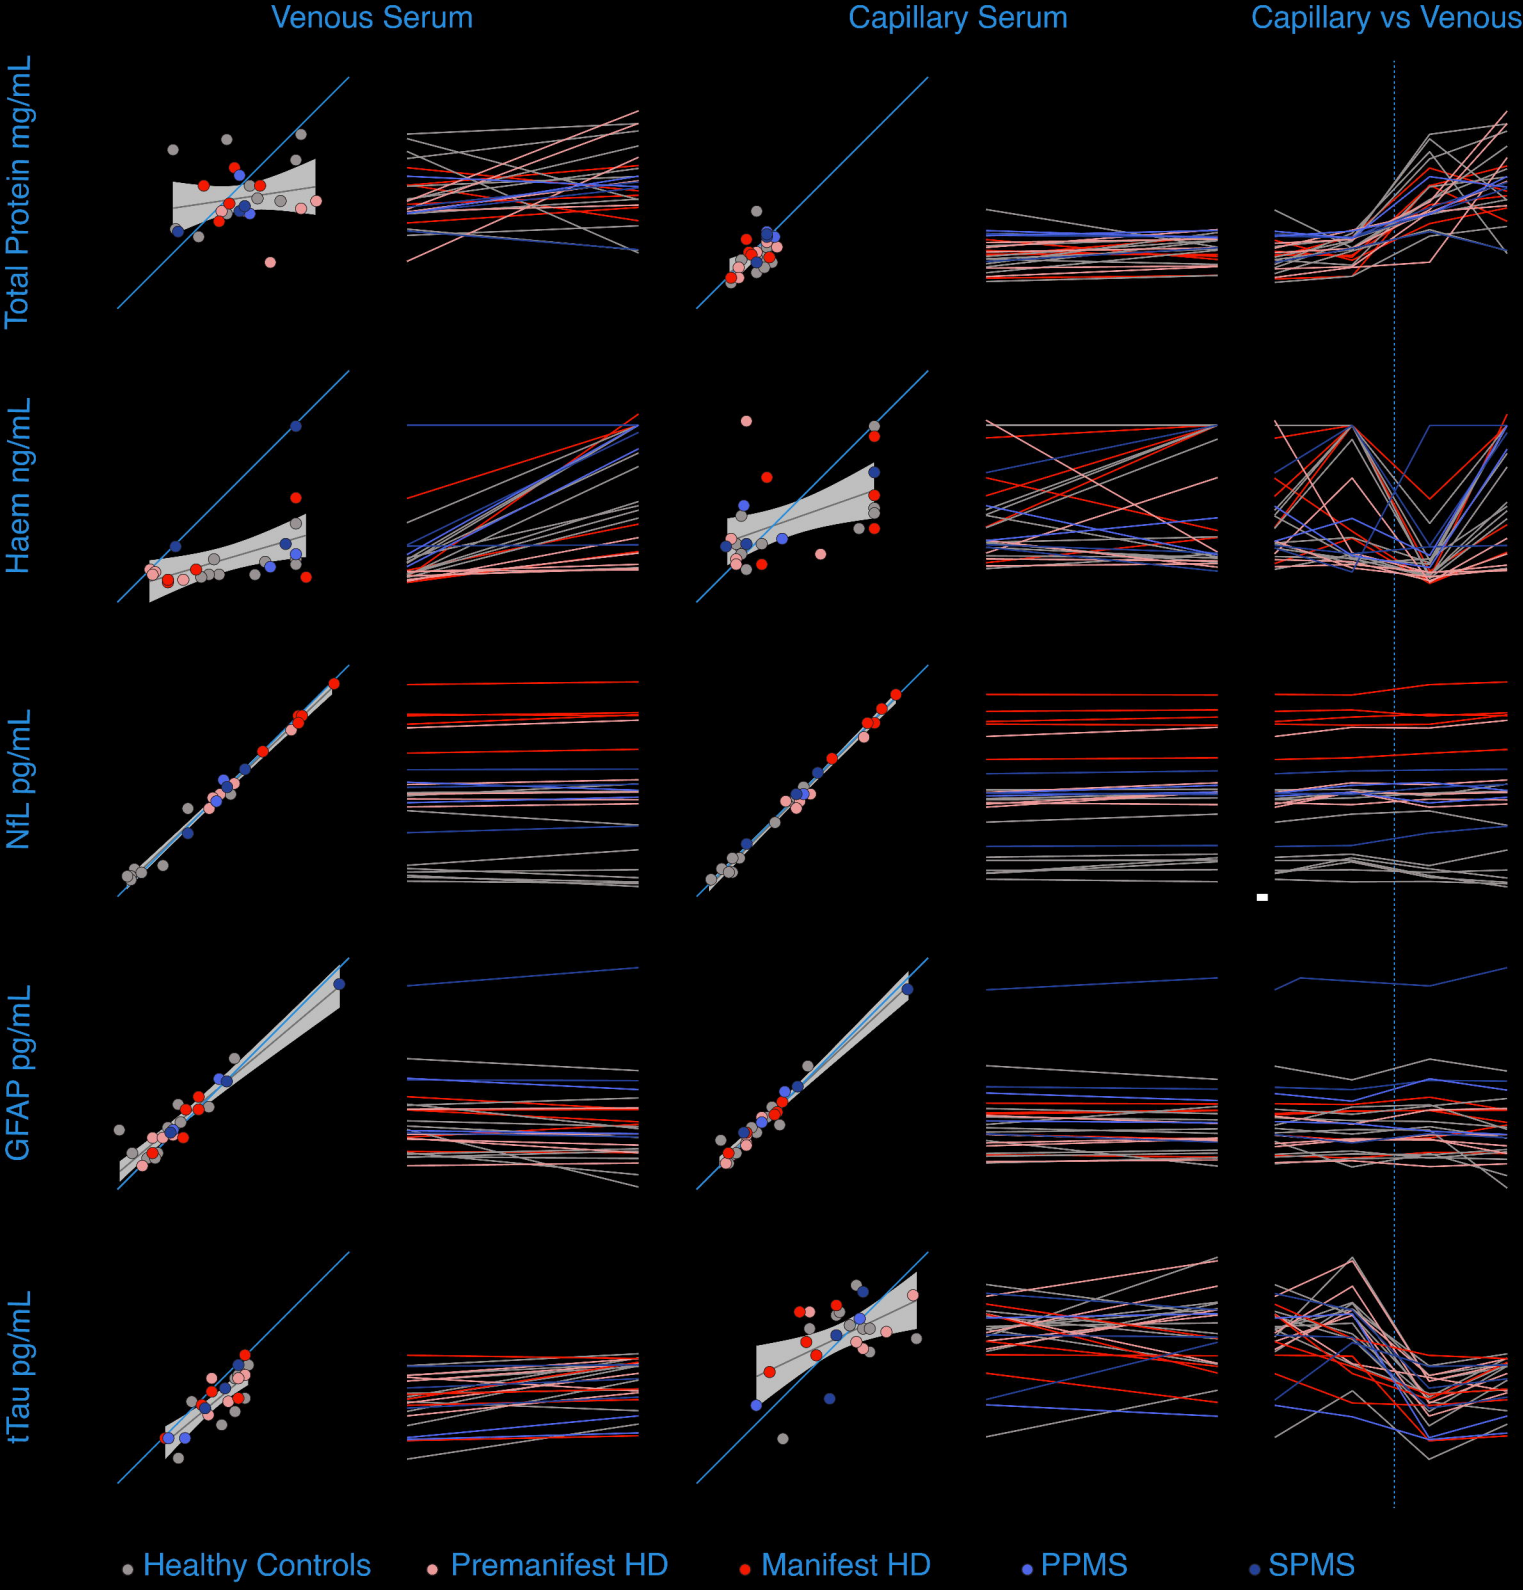 Venous Serum
Capillary Serum
Capillary vs Venous
Total Protein mg/mL
Haem ng/mL
NfL pg/mL
GFAP pg/mL
tTau pg/mL
Healthy Controls
Premanifest HD
Manifest HD
PPMS
SPMS